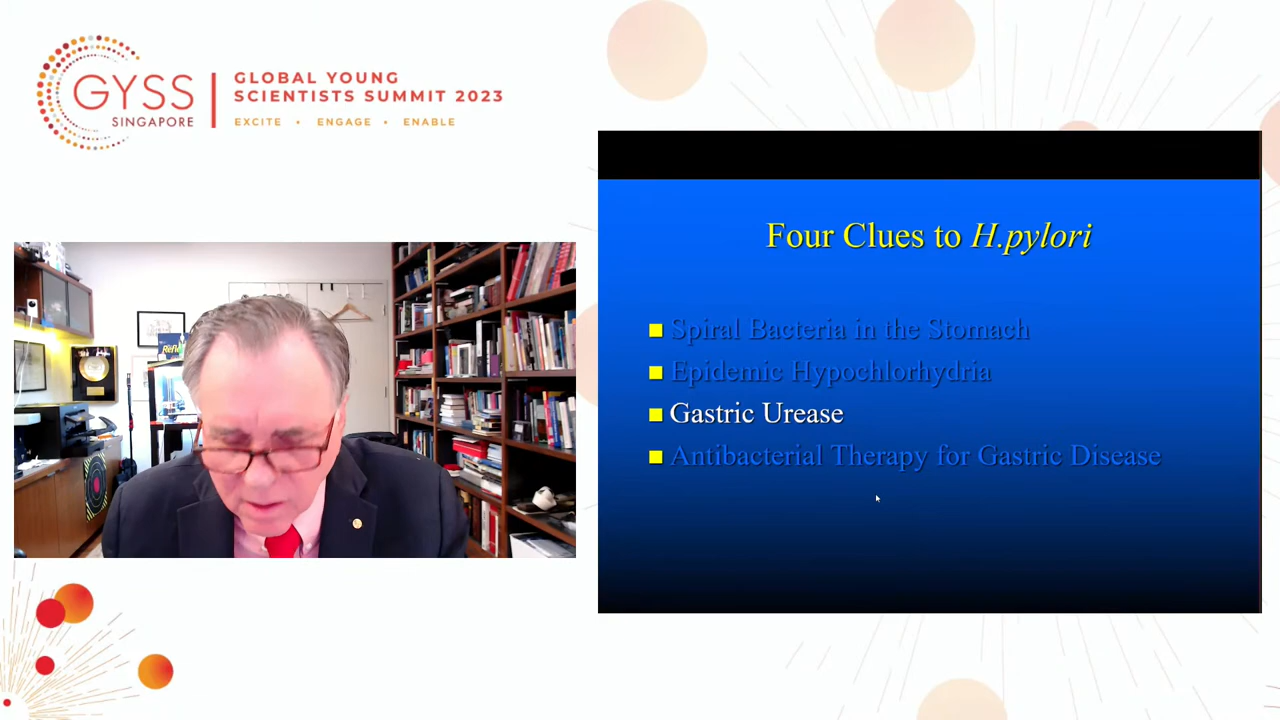 GYSS
SINGAPORE
GLOBAL YOUNG
SCIENTISTS SUMMIT 2023
EXCITE • ENGAGE • ENABLE
Four Clues to H.pylori
Spiral Bacteria in the Stomach
Epidemic Hypochlorhydria
Gastric Urease
Antibacterial Therapy for Gastric Disease